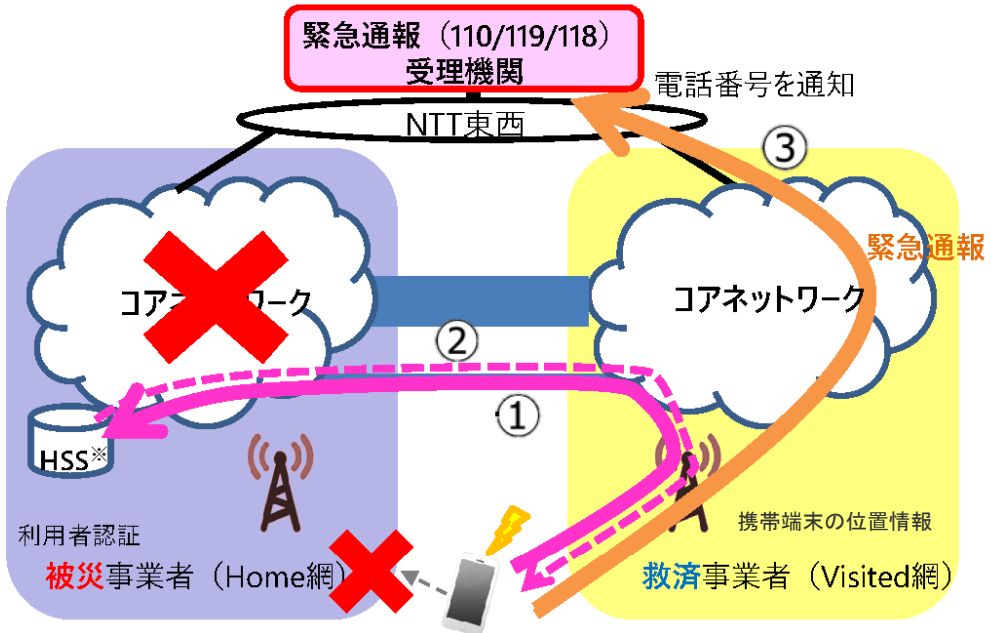 緊急通報（110/119/118）
受理機関
電話番号を通知
NTT東西
③
緊急通報
コアネットワーク
コアネットワーク
②
①
HSS※
利用者認証
携帯端末の位置情報
被災事業者（Home網）
救済事業者（Visited網）